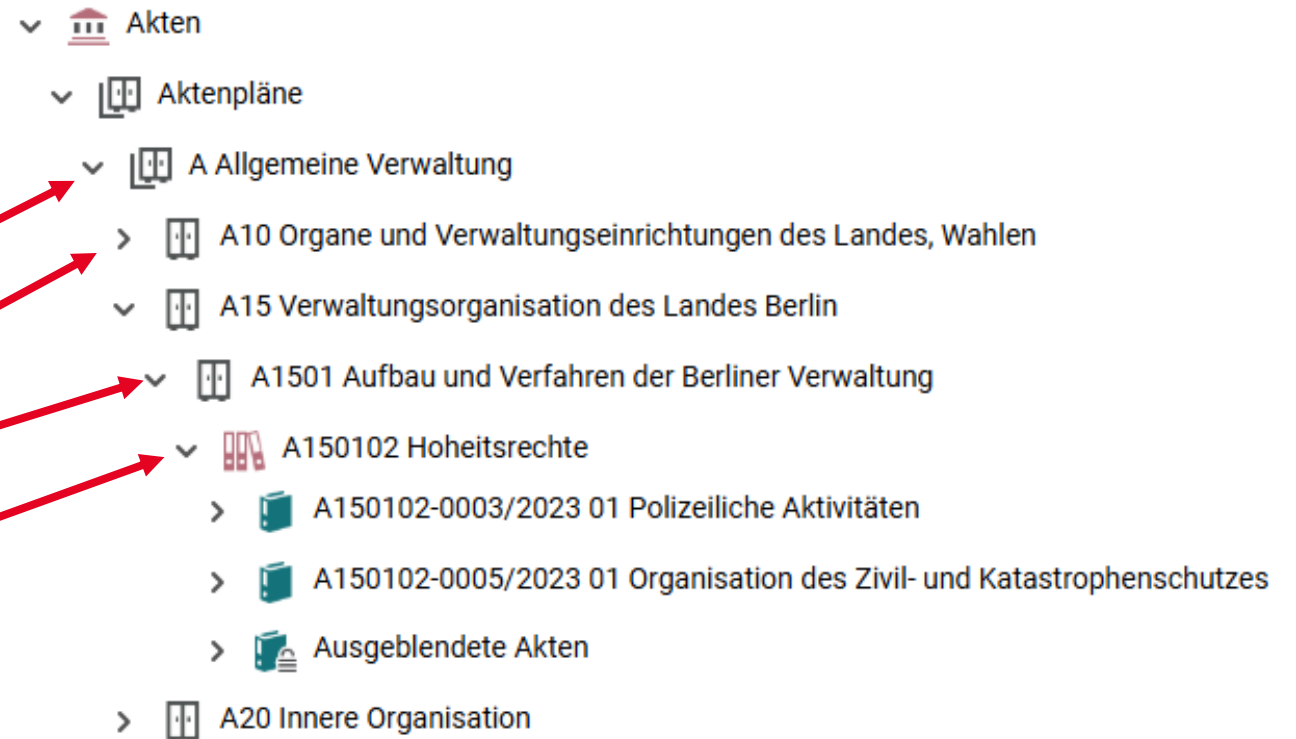 Akten
Aktenpläne
A Allgemeine Verwaltung
A10 Organe und Verwaltungseinrichtungen des Landes, Wahlen
A15 Verwaltungsorganisation des Landes Berlin
A1501 Aufbau und Verfahren der Berliner Verwaltung
A150102 Hoheitsrechte
A150102-0003/2023 01 Polizeiliche Aktivitäten
A150102-0005/2023 01 Organisation des Zivil- und Katastrophenschutzes
Ausgeblendete Akten
A20 Innere Organisation